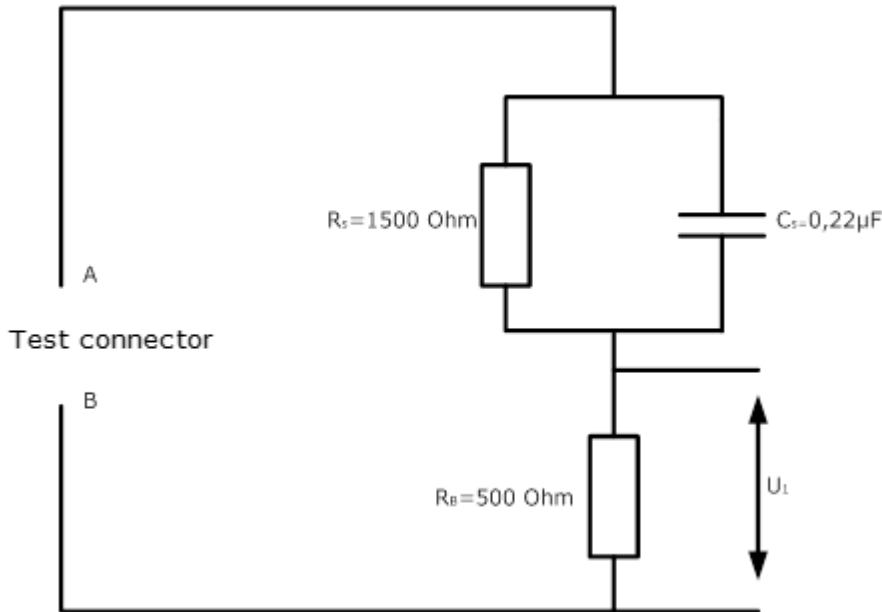 Rs=1500 Ohm
Cs=0,22µF
A
Test connector
B
RB=500 Ohm
U1